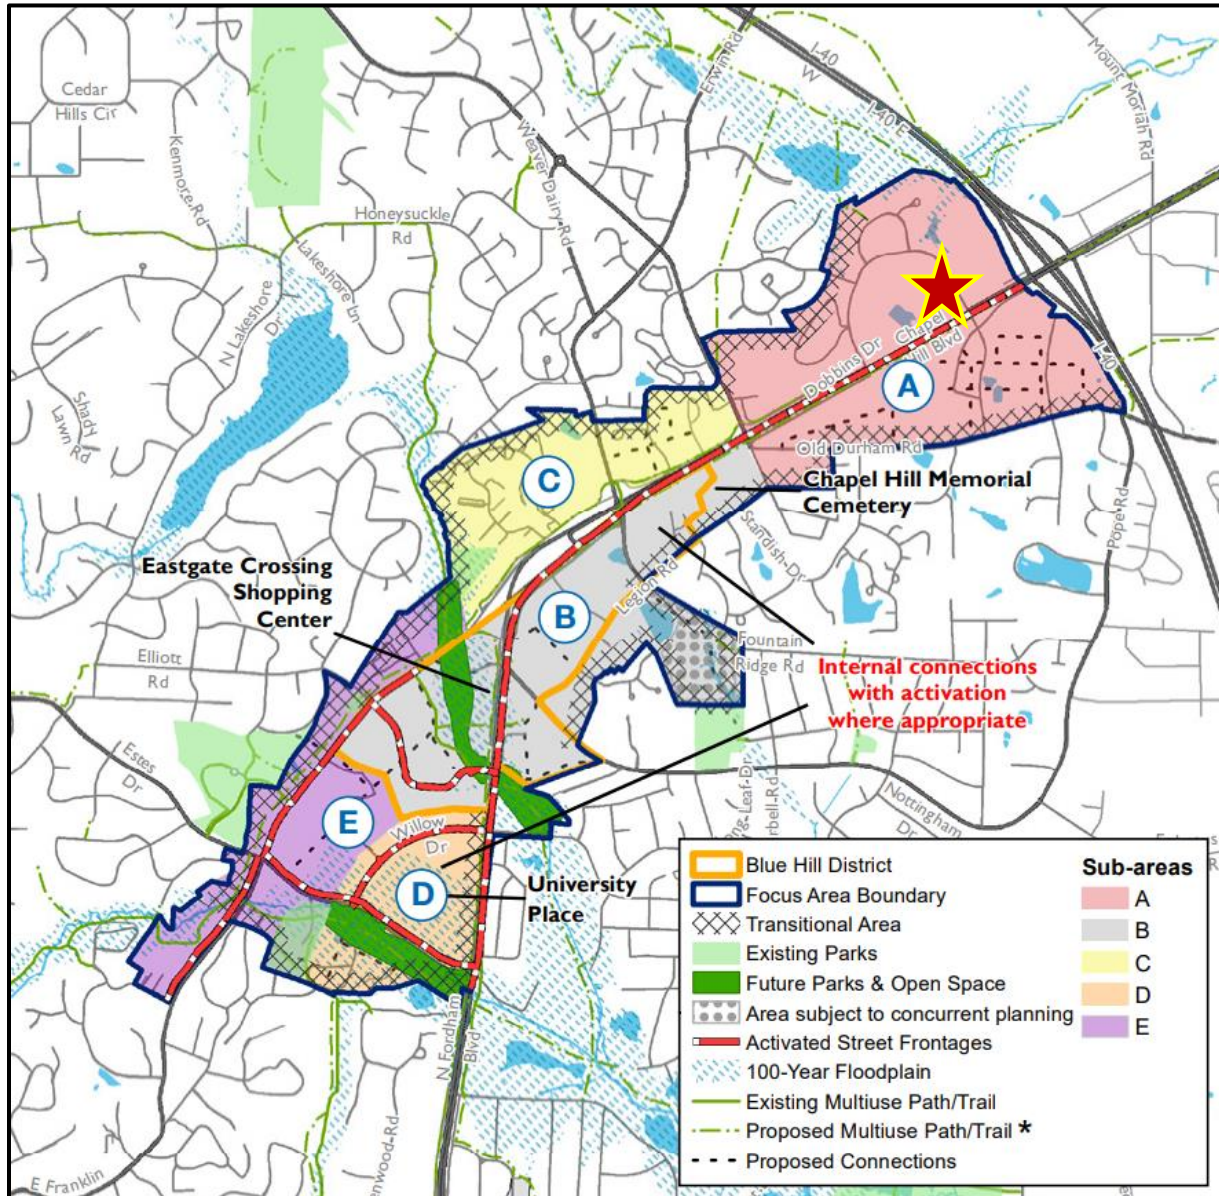 Cedar
Hills Cir
Kenmore Rd
Honeysuckle
Rd
Weaver Dairy Rd
Erwin Rd
I-40
W
I-40 E
Mount Moriah Rd
Lakeshore Ln
N Lakeshore
Dr
Shady
Lawn Rd
Dobbins Dr
Chapel
Hill Blvd
I-40
A
Old Durham Rd
C
Chapel Hill Memorial
Cemetery
Pope Rd
Standish-Dr
Eastgate Crossing
Shopping
Center
Legion Rd
B
Fountain
Ridge Rd
Elliott
Rd
Internal connections
with activation
where appropriate
Estes
Dr
Nottingham
Dr
E
Willow
Dr
D
University
Place
N Fordham
Blvd
E Franklin
Blue Hill District
Focus Area Boundary
Transitional Area
Existing Parks
Future Parks & Open Space
Area subject to concurrent planning
Activated Street Frontages
100-Year Floodplain
Existing Multiuse Path/Trail
Proposed Multiuse Path/Trail *
Proposed Connections
Sub-areas
A
B
C
D
E